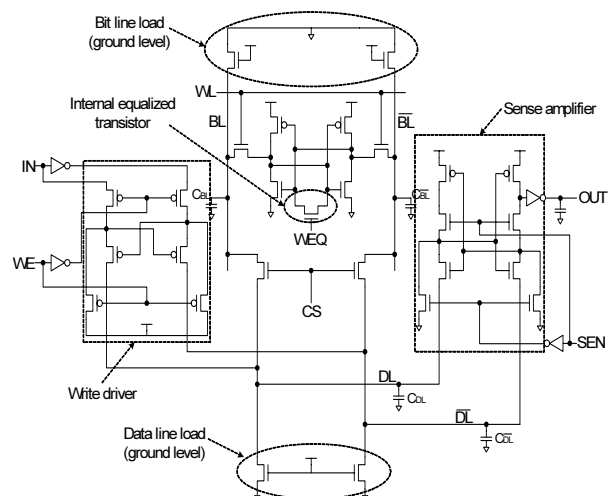 Bit line load
(ground level)
WL
BL
BL
Internal equalized
transistor
Sense amplifier
IN
CBL
CBL
OUT
WEQ
WE
CS
SEN
Write driver
DL
CDL
DL
CDL
Data line load
(ground level)